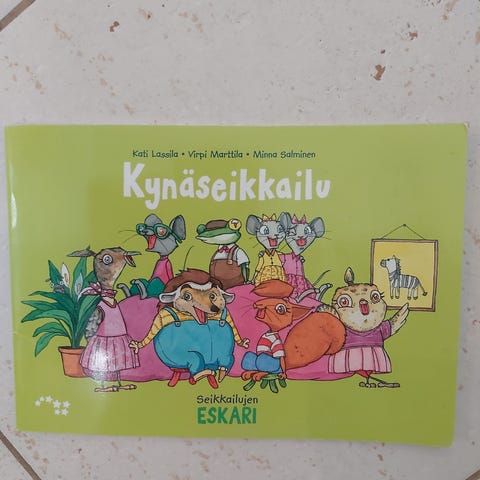 Kati Lassila • Virpi Marttila • Minna Salminen
Kynäseikkailu
Seikkailujen
ESKARI